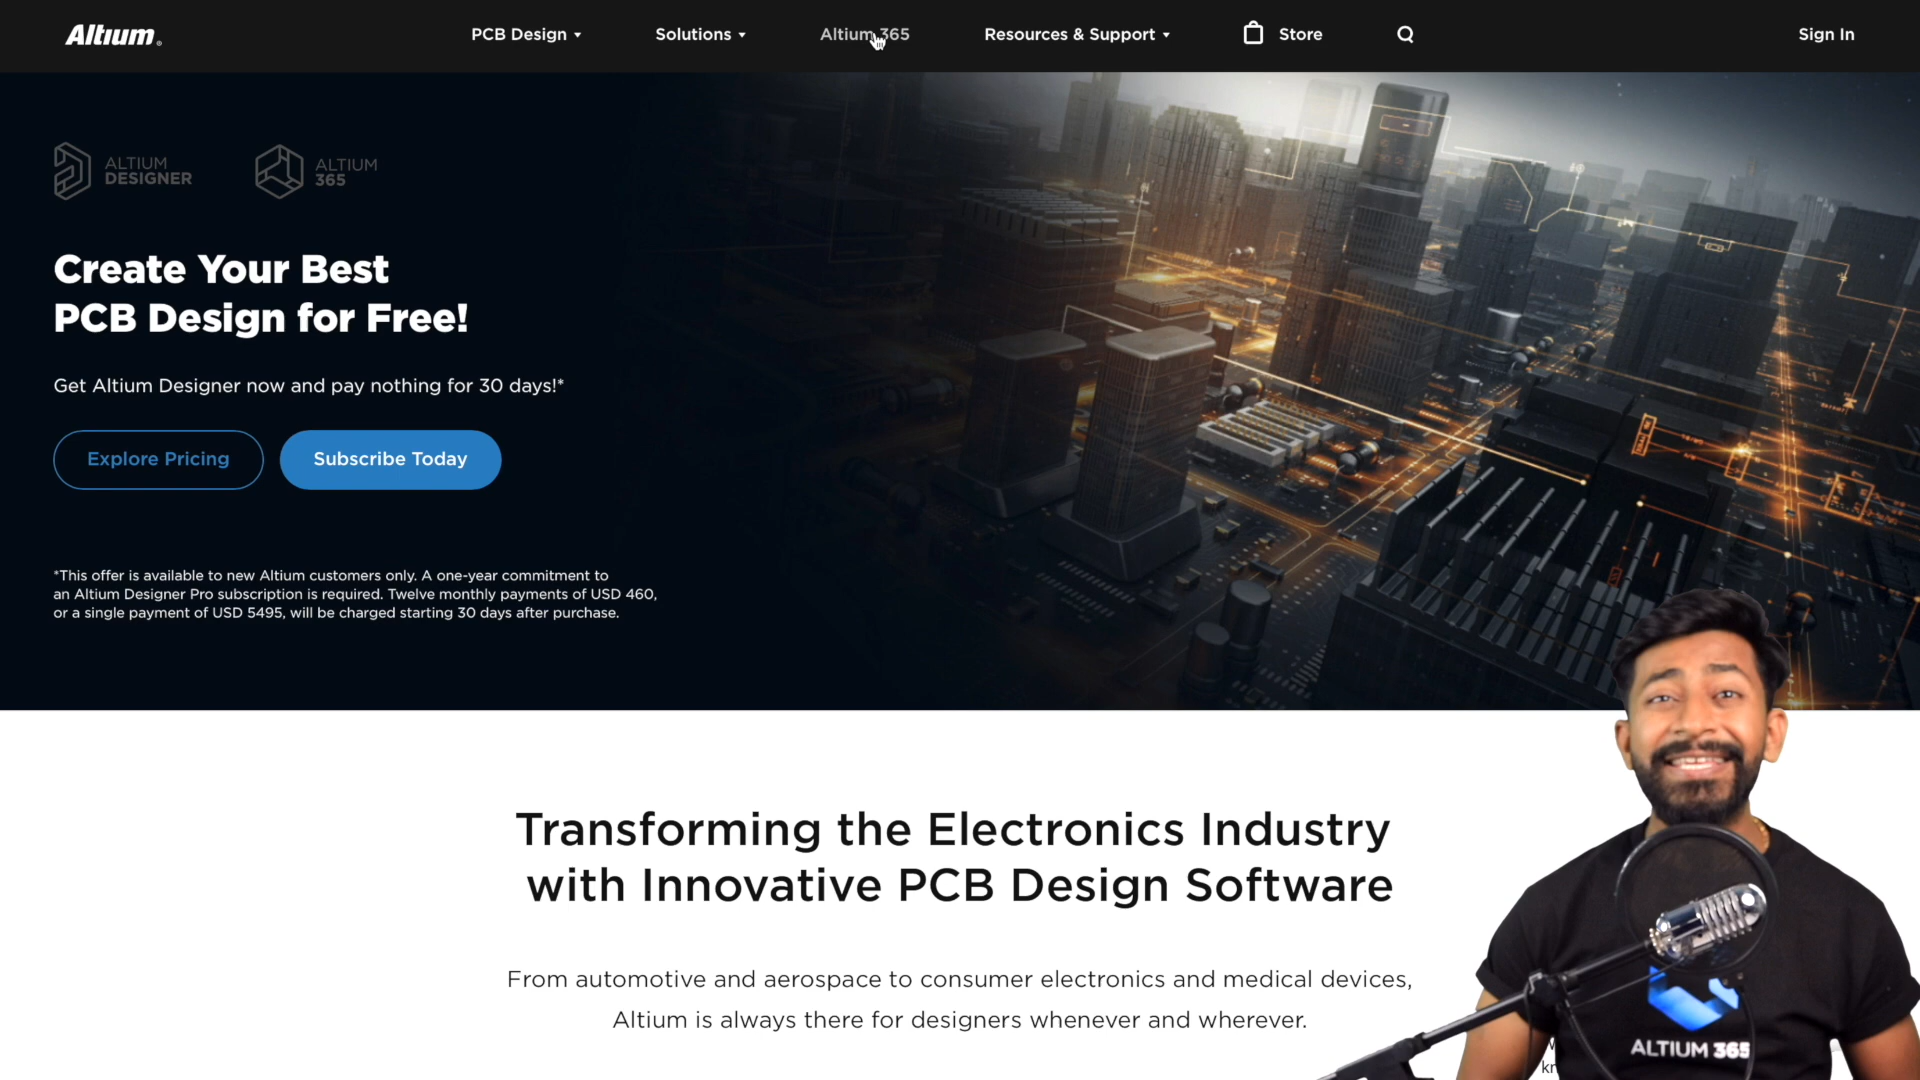 Altium
PCB Design
Solutions
Altium 365
Resources & Support
Store
Sign In
ALTIUM
DESIGNER
ALTIUM
365
Create Your Best
PCB Design for Free!
Get Altium Designer now and pay nothing for 30 days!*
Explore Pricing
Subscribe Today
*This offer is available to new Altium customers only. A one-year commitment to
an Altium Designer Pro subscription is required. Twelve monthly payments of USD 460,
or a single payment of USD 5495, will be charged starting 30 days after purchase.
Transforming the Electronics Industry
with Innovative PCB Design Software
From automotive and aerospace to consumer electronics and medical devices,
Altium is always there for designers whenever and wherever.
ALTIUM 365